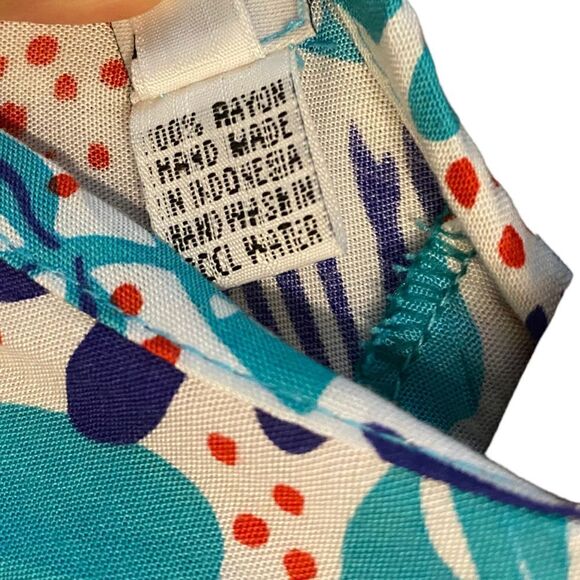 100% RAYON
HAND MADE
IN INDONESIA
HAND WASH IN
COOL WATER